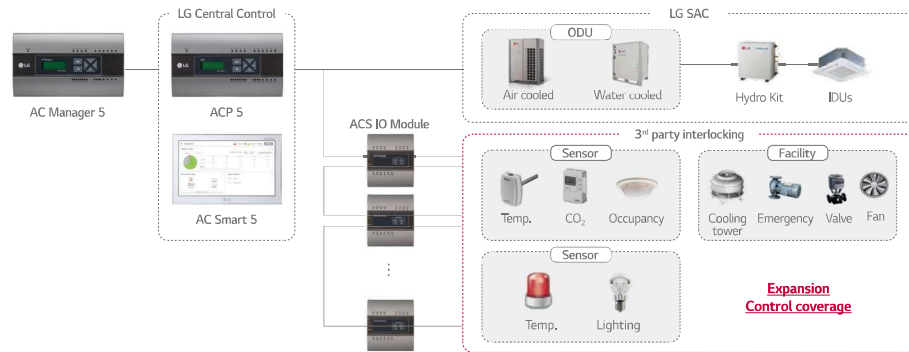 LG Central Control
LG SAC
ODU
LG
LG
AC Manager 5
ACP 5
Air cooled
Water cooled
Hydro Kit
IDUs
ACS IO Module
3rd party interlocking
Sensor
Facility
AC Smart 5
Temp.
CO2
Occupancy
Cooling
tower
Emergency
Valve
Fan
Sensor
Temp.
Lighting
Expansion
Control coverage